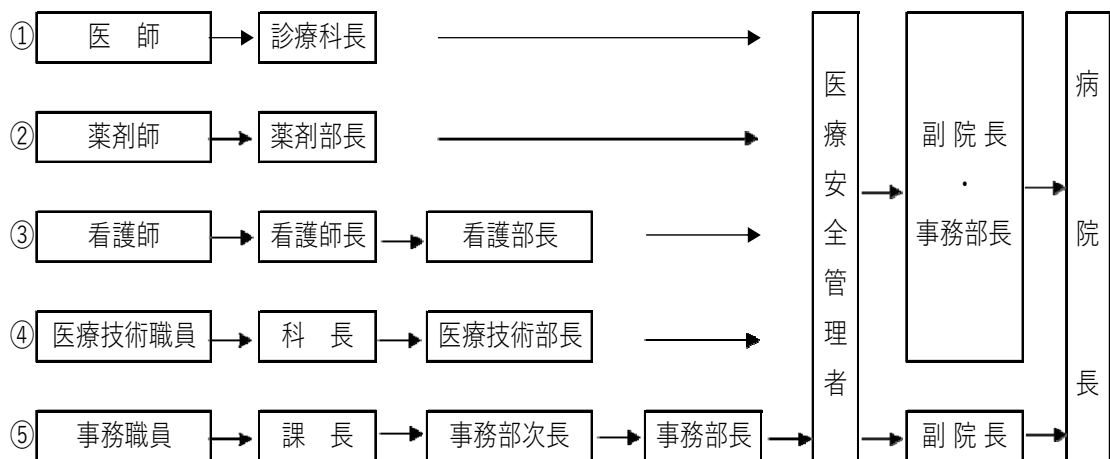 ① 医　師 診療科長
② 薬剤師 薬剤部長
③ 看護師 看護師長 看護部長
④ 医療技術職員 科　長 医療技術部長
⑤ 事務職員 課　長 事務部次長 事務部長
医療安全管理者
副 院 長
・
事務部長
副 院 長
病院長